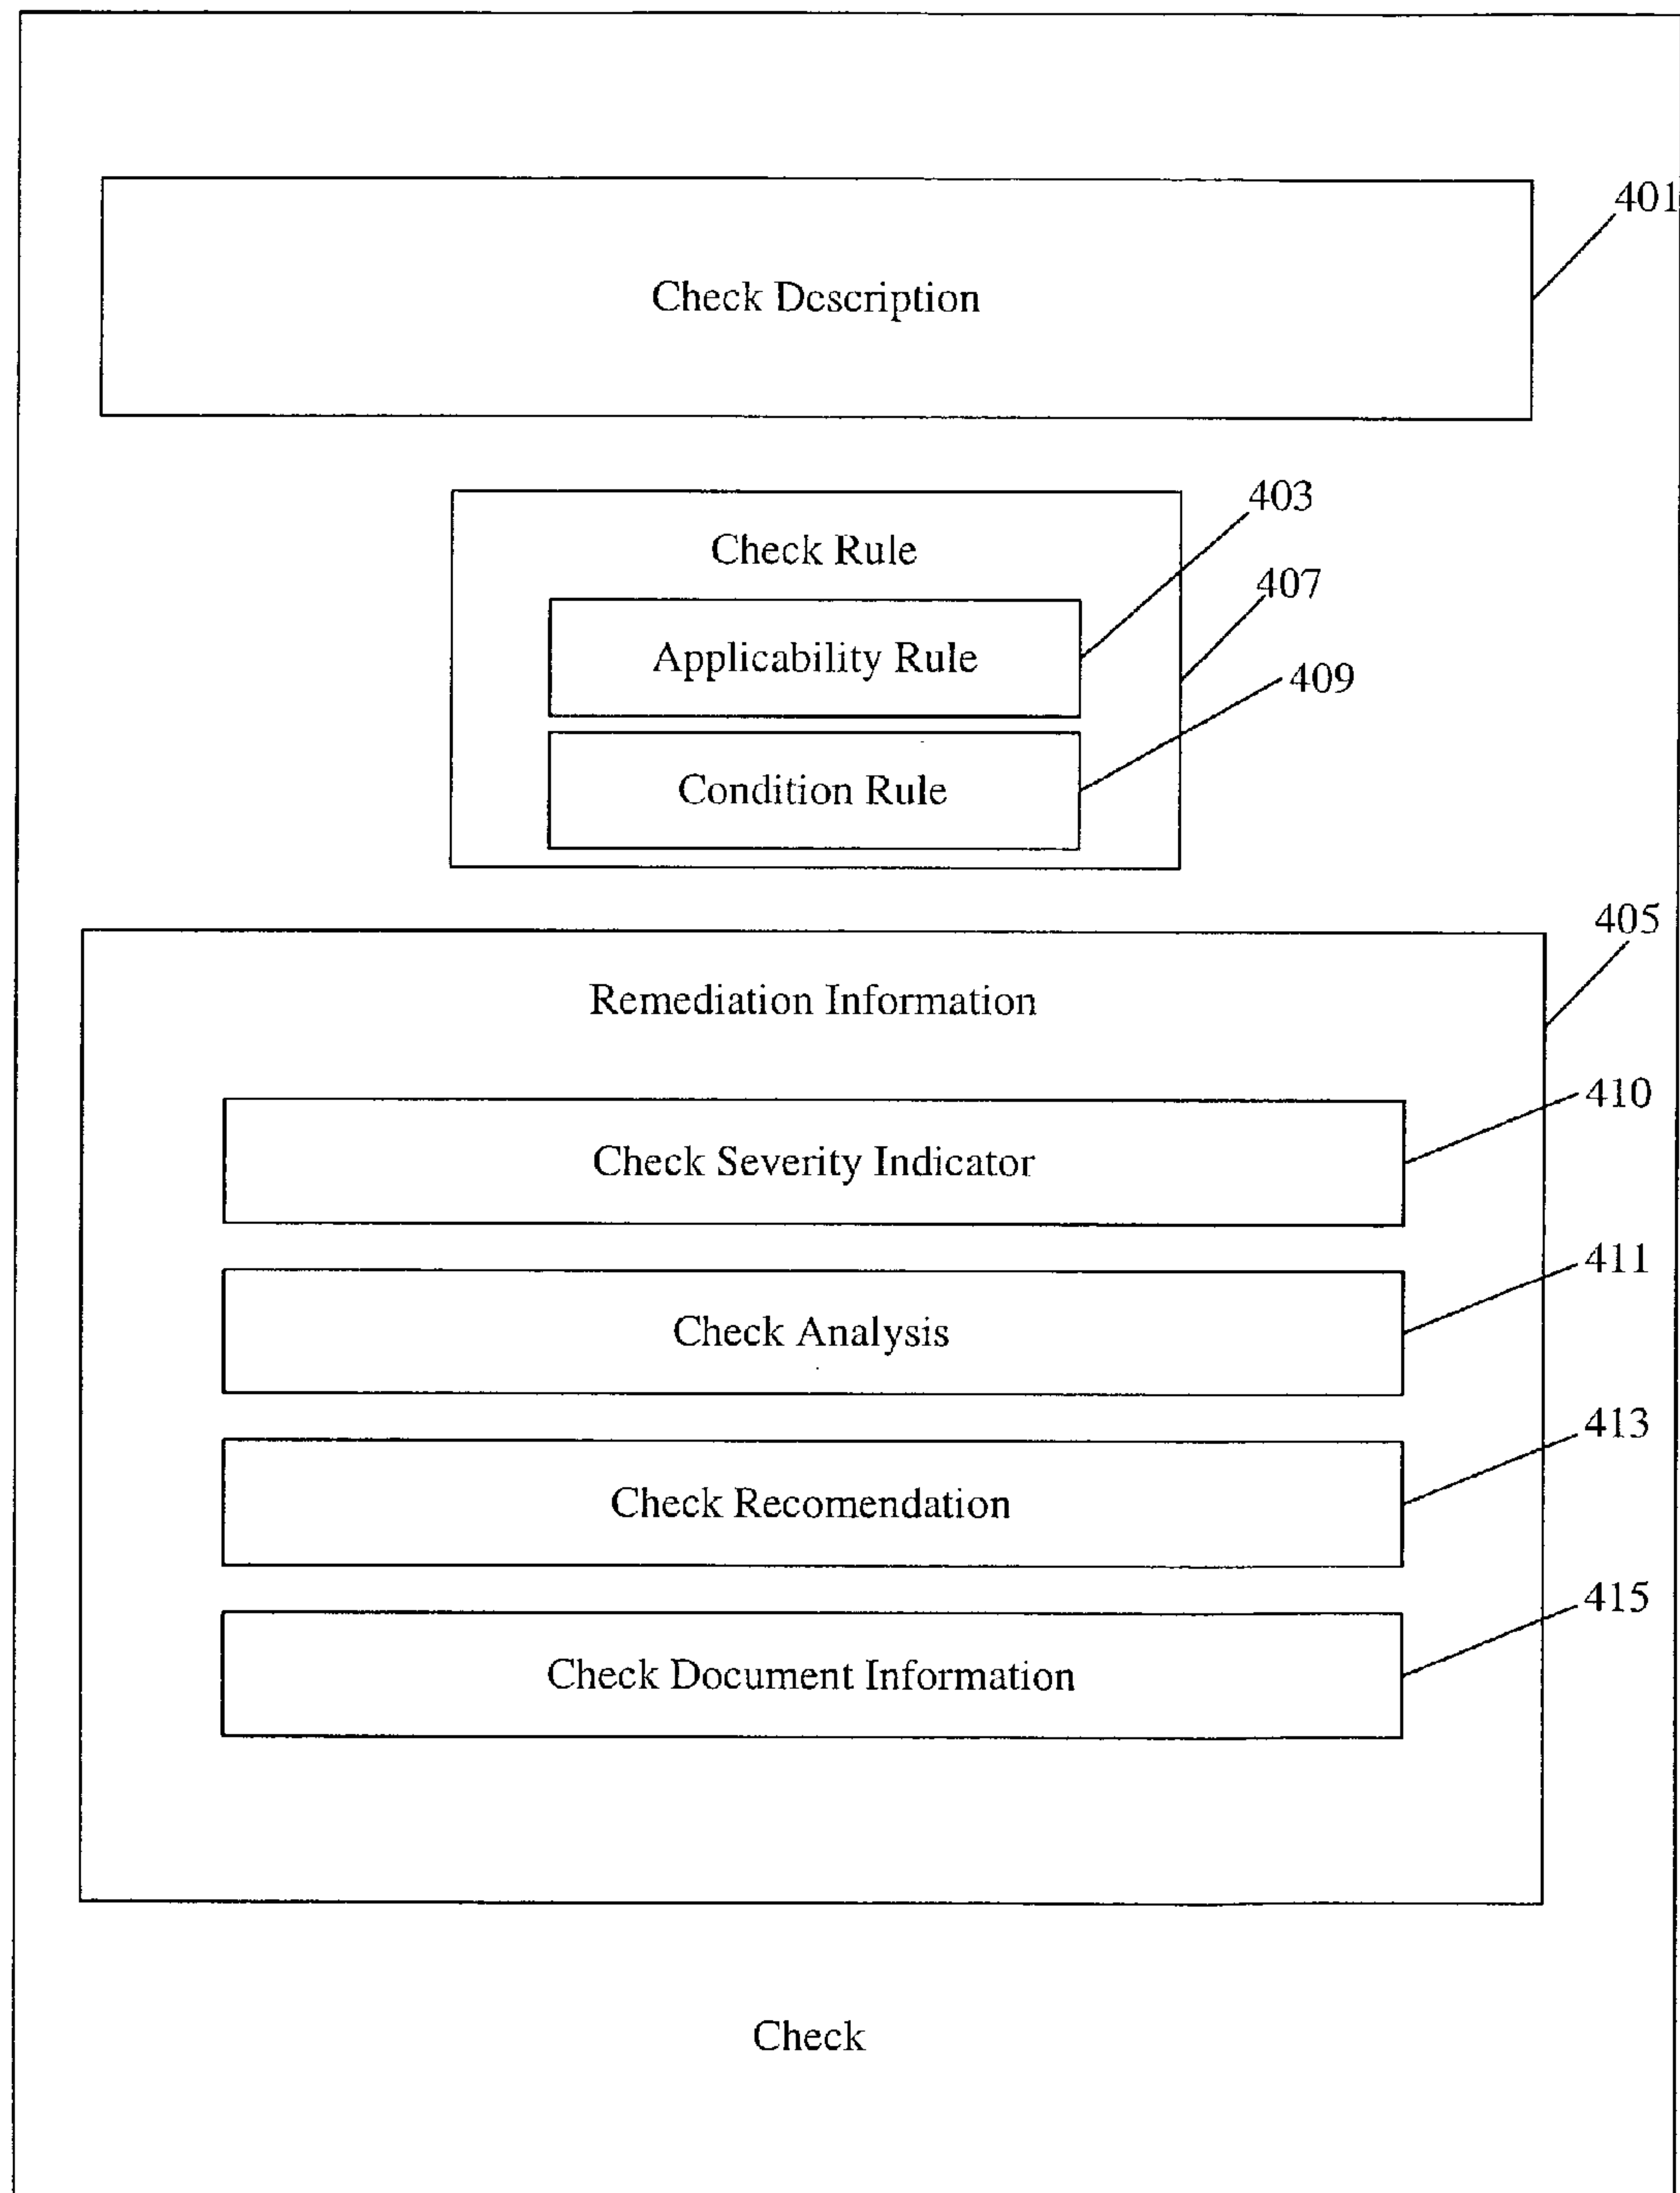 401
Check Description
403
Check Rule
407
Applicability Rule
409
Condition Rule
405
Remediation Information
410
Check Severity Indicator
411
Check Analysis
413
Check Recomendation
415
Check Document Information
Check